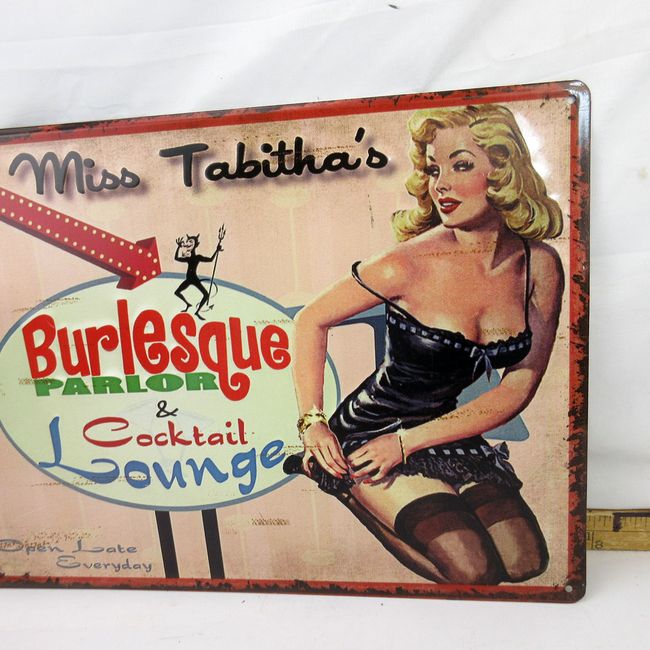 Miss Tabitha's
Burlesque
PARLOR
&
Cocktail
Lounge
Open Late
Everyday